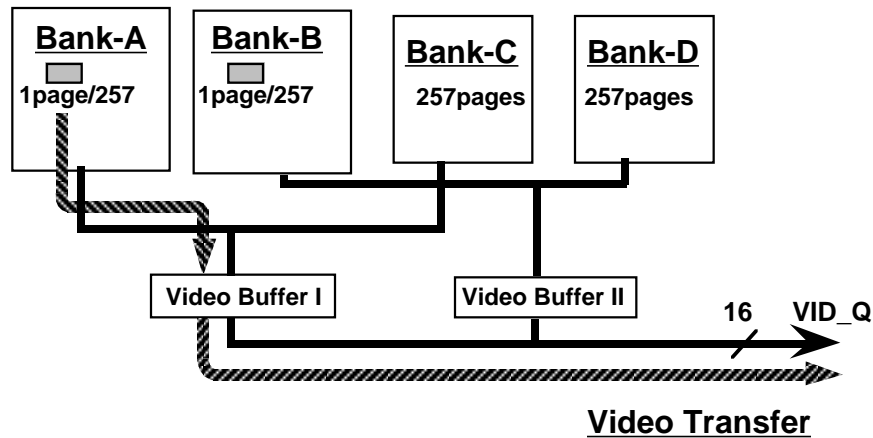 Bank-A
1page/257
Bank-B
1page/257
Bank-C
257pages
Bank-D
257pages
Video Buffer I
Video Buffer II
16
VID_Q
Video Transfer